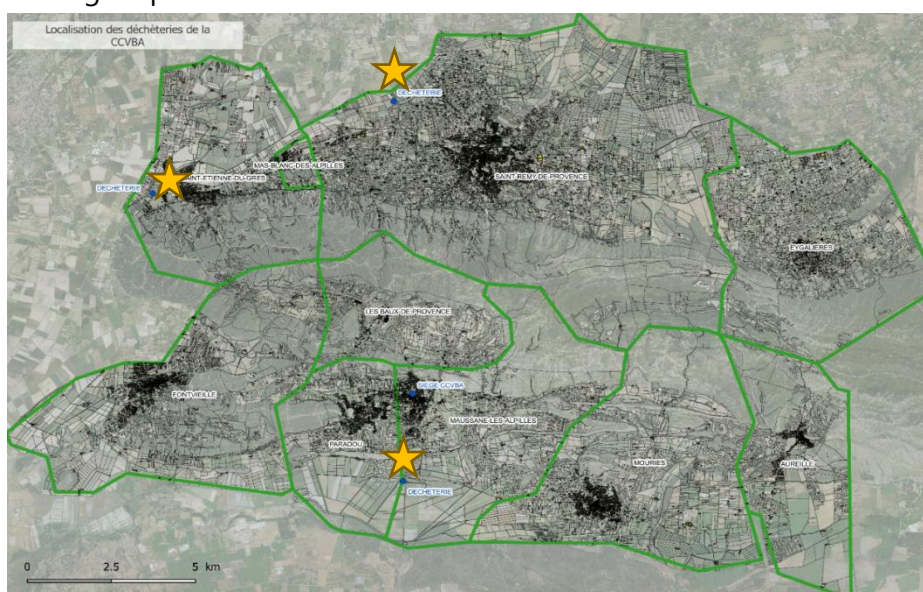 Localisation des déchèteries de la
CCVBA
DECHETERIE
MAS-BLANC-DES-ALPILLES
SAINT-ETIENNE-DU-GRES
SAINT-REMY-DE-PROVENCE
DECHETERIE
EYGALIERES
LES BAUX-DE-PROVENCE
SIEGE CCVBA
FONTVIEILLE
MAUSSANE-LES-ALPILLES
PARADOU
MOURIES
AUREILLE
DECHETERIE
0 2.5 5 km